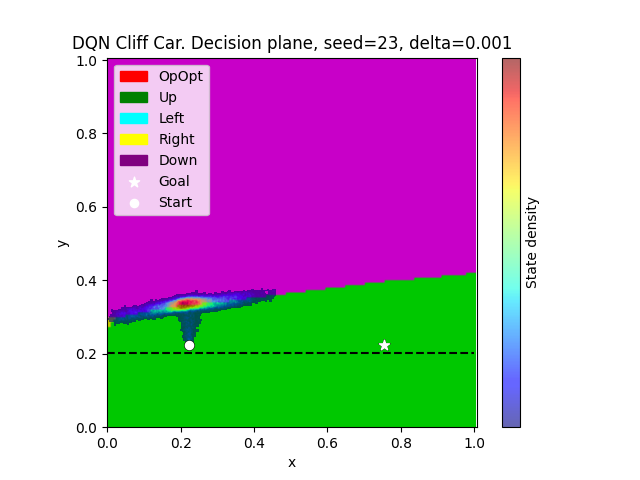 DQN Cliff Car. Decision plane, seed=23, delta=0.001
1.0
0.8
0.6
0.4
0.2
0.0
y
OpOpt
Up
Left
Right
Down
Goal
Start
0.0 0.2 0.4 0.6 0.8 1.0
x
State density